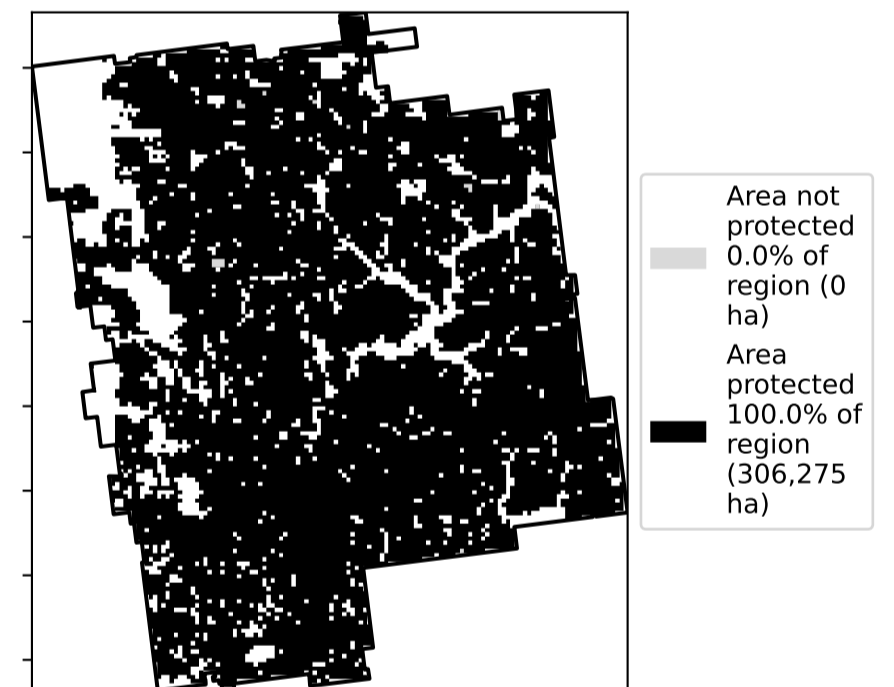 Area not
protected
0.0% of
region (0
ha)
Area
protected
100.0% of
region
(306,275
ha)